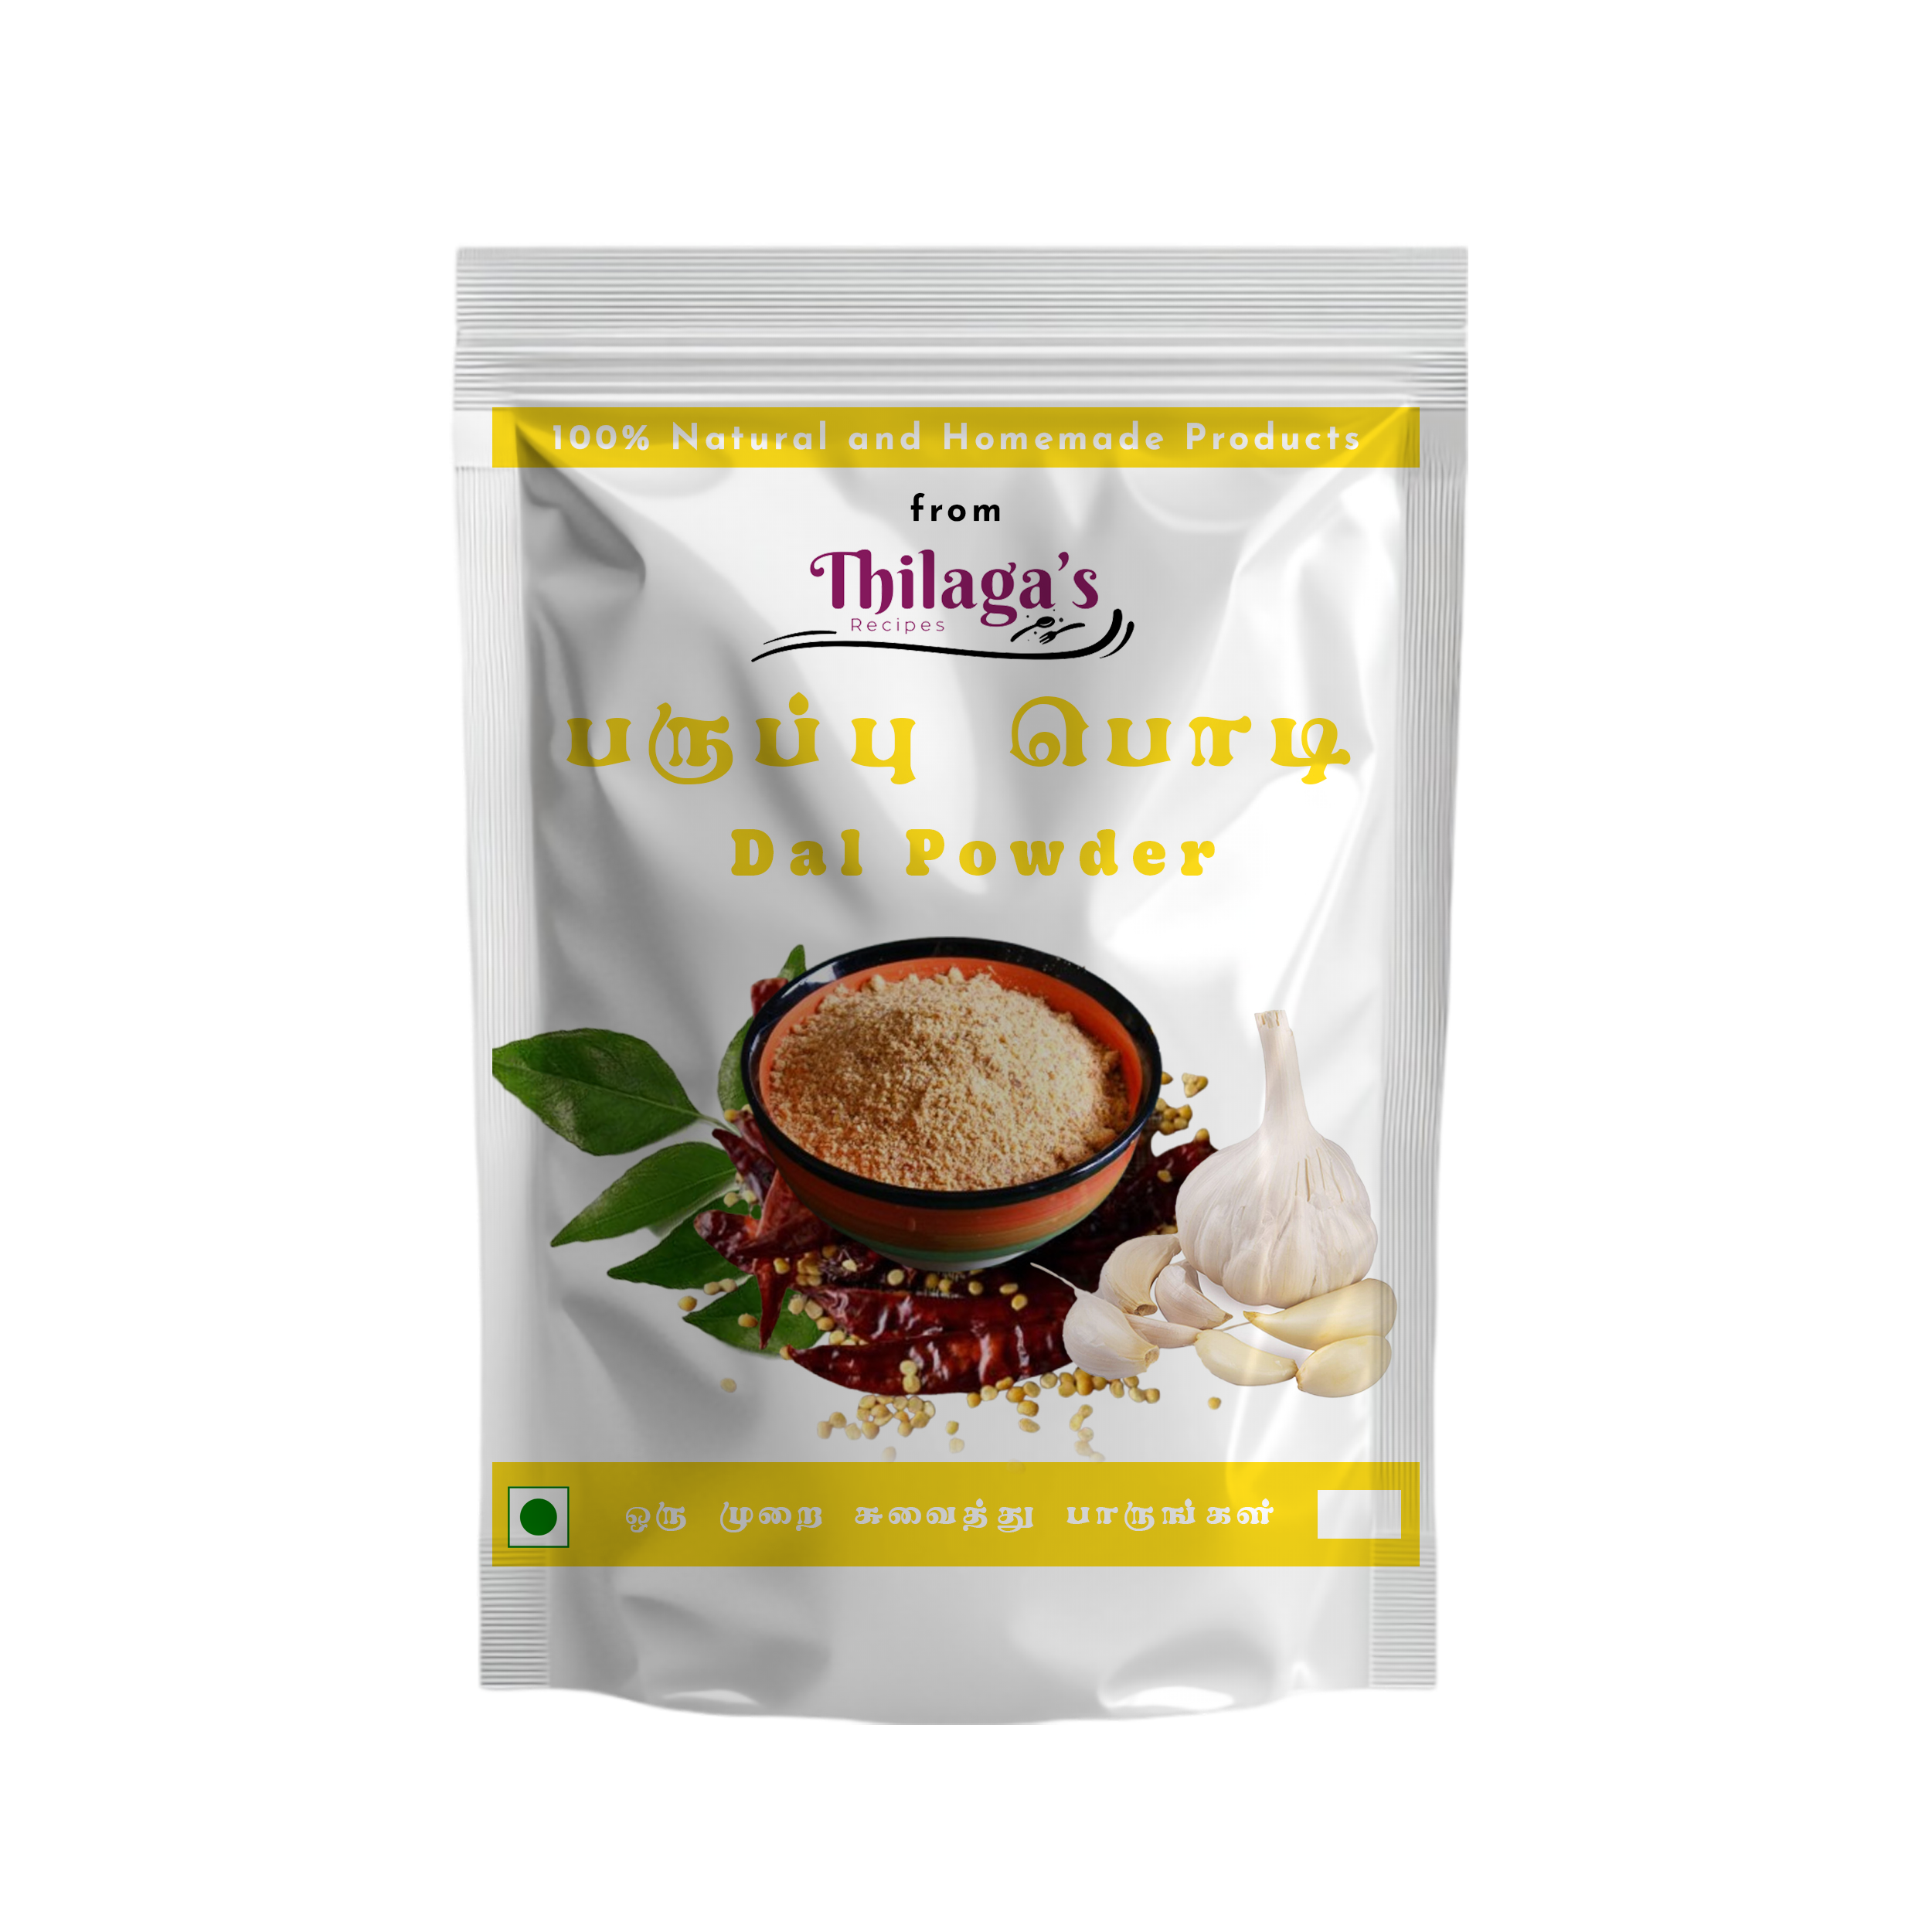 100% Natural and Homemade Products
from
Thilaga's
Recipes
பருப்பு பொடி
Dal Powder
ஒரு முறை சுவைத்து பாருங்கள்